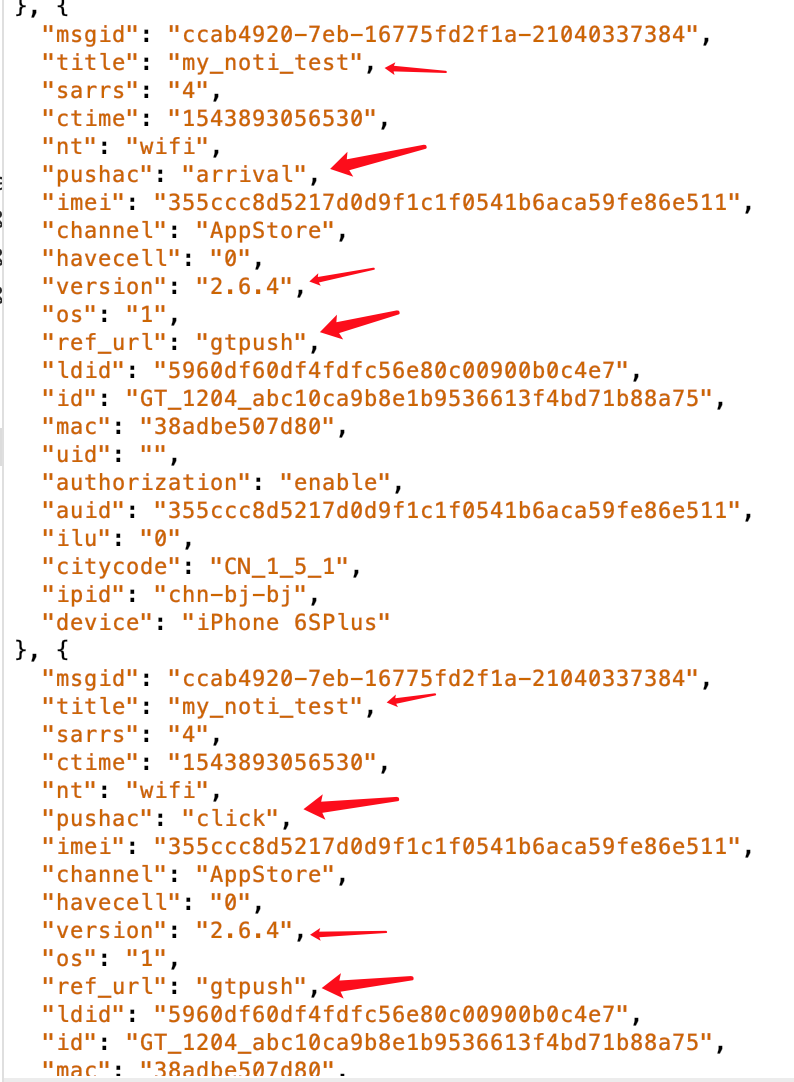 }, {
"msgid": "ccab4920-7eb-16775fd2f1a-21040337384",
"title": "my_noti_test",
"sarrs": "4",
"ctime": "1543893056530",
"nt": "wifi",
"pushac": "arrival",
"imei": "355ccc8d5217d0d9f1c1f0541b6aca59fe86e511",
"channel": "AppStore",
"havecell": "0",
"version": "2.6.4",
"os": "1",
"ref_url": "gtpush",
"ldid": "5960df60df4fdfc56e80c00900b0c4e7",
"id": "GT_1204_abc10ca9b8e1b9536613f4bd71b88a75",
"mac": "38adbe507d80",
"uid": "",
"authorization": "enable",
"auid": "355ccc8d5217d0d9f1c1f0541b6aca59fe86e511",
"ilu": "0",
"citycode": "CN_1_5_1",
"ipid": "chn-bj-bj",
"device": "iPhone 6SPlus"
}, {
"msgid": "ccab4920-7eb-16775fd2f1a-21040337384",
"title": "my_noti_test",
"sarrs": "4",
"ctime": "1543893056530",
"nt": "wifi",
"pushac": "click",
"imei": "355ccc8d5217d0d9f1c1f0541b6aca59fe86e511",
"channel": "AppStore",
"havecell": "0",
"version": "2.6.4",
"os": "1",
"ref_url": "gtpush",
"ldid": "5960df60df4fdfc56e80c00900b0c4e7",
"id": "GT_1204_abc10ca9b8e1b9536613f4bd71b88a75",
"mac": "38adbe507d80",